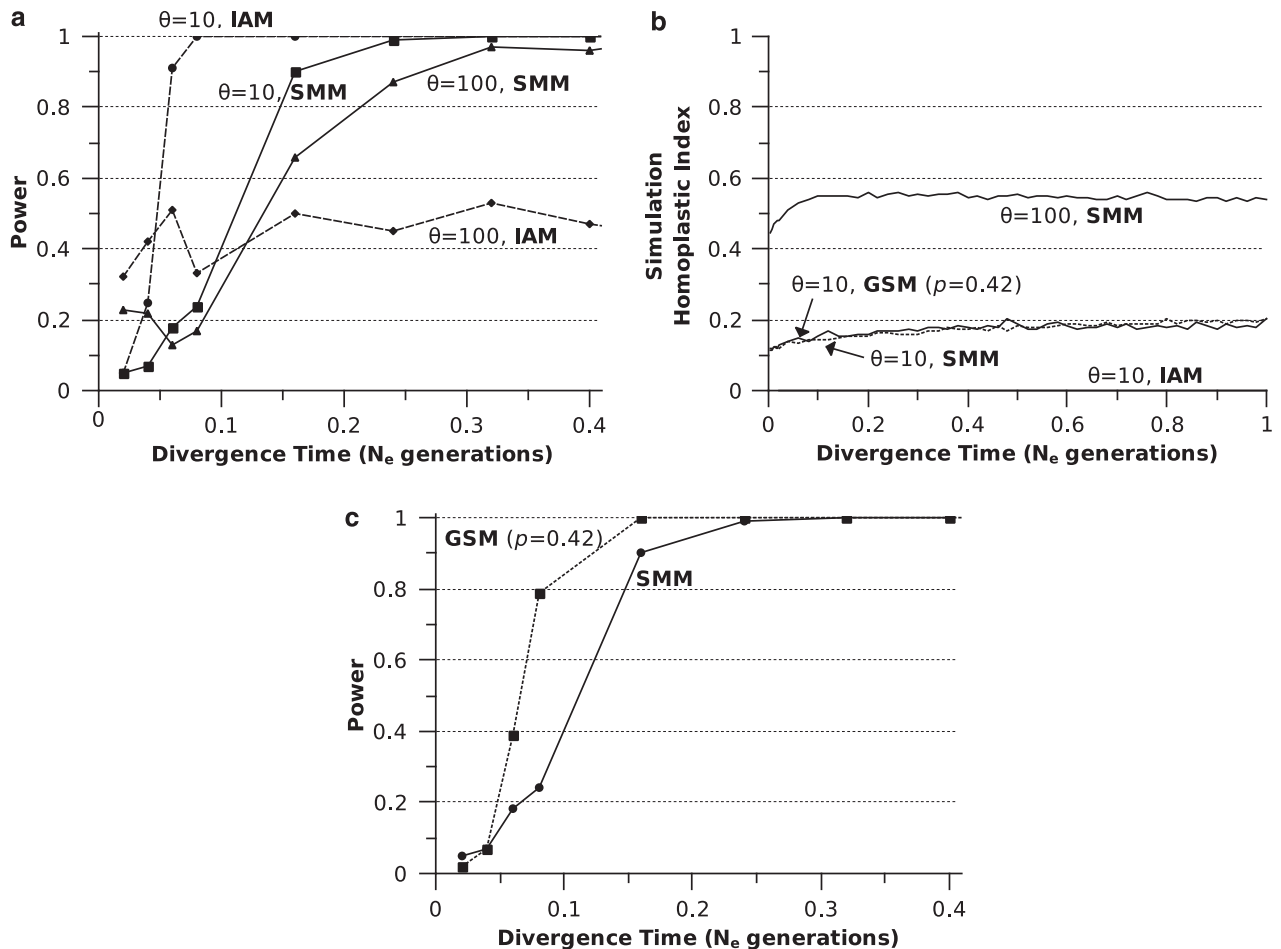 a
θ=10, IAM
1
0.8
0.6
0.4
0.2
0
Power
θ=10, SMM
θ=100, SMM
θ=100, IAM
0
0.1
0.2
0.3
0.4
Divergence Time (Ne generations)
b
1
0.8
0.6
0.4
0.2
0
Simulation
Homoplastic Index
θ=100, SMM
θ=10, GSM (p=0.42)
θ=10, SMM
θ=10, IAM
0
0.2
0.4
0.6
0.8
1
Divergence Time (Ne generations)
c
1
0.8
0.6
0.4
0.2
0
Power
GSM (p=0.42)
SMM
0
0.1
0.2
0.3
0.4
Divergence Time (Ne generations)